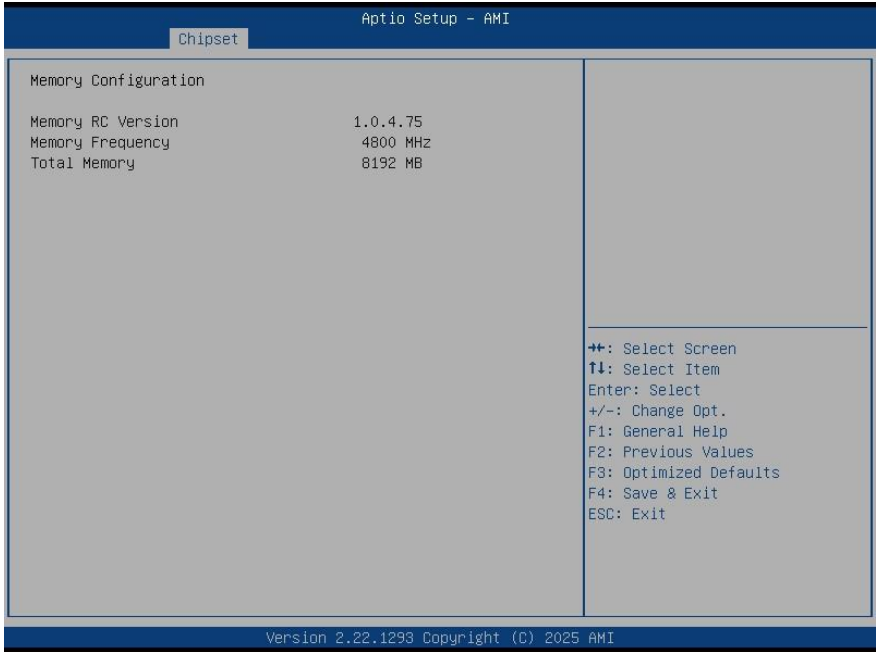 Aptio Setup – AMI
Chipset
Memory Configuration
Memory RC Version 1.0.4.75
Memory Frequency 4800 MHz
Total Memory 8192 MB
→←: Select Screen
↑↓: Select Item
Enter: Select
+/-: Change Opt.
F1: General Help
F2: Previous Values
F3: Optimized Defaults
F4: Save & Exit
ESC: Exit
Version 2.22.1293 Copyright (C) 2025 AMI